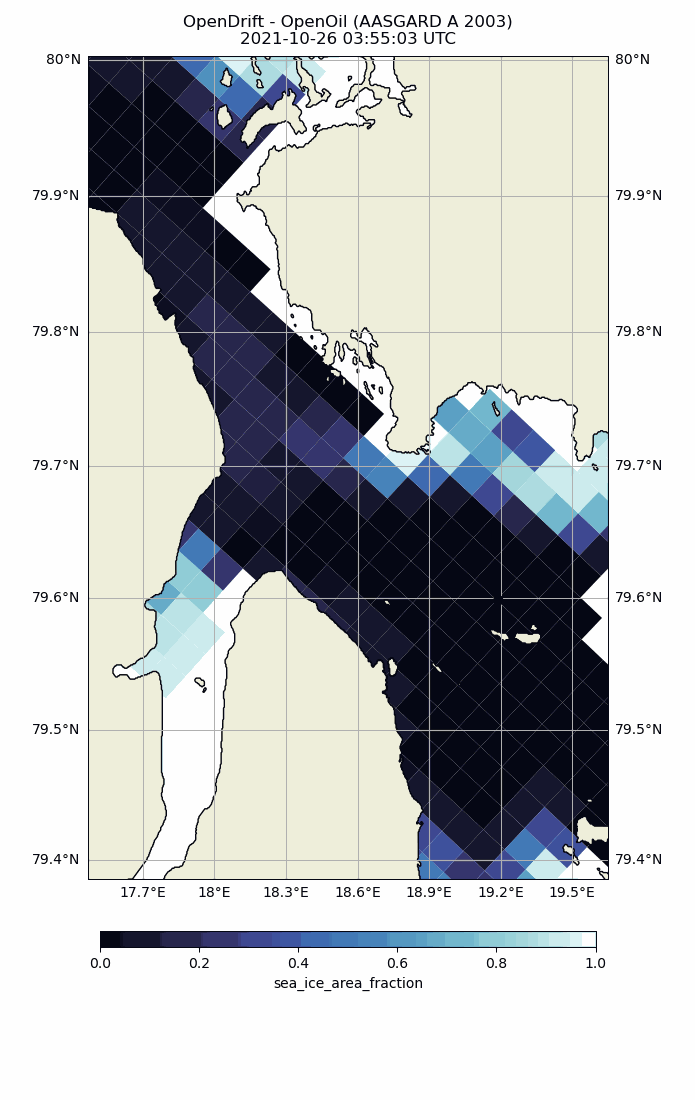 OpenDrift - OpenOil (AASGARD A 2003)
2021-10-26 03:55:03 UTC
80°N 80°N
79.9°N 79.9°N
79.8°N 79.8°N
79.7°N 79.7°N
79.6°N 79.6°N
79.5°N 79.5°N
79.4°N 79.4°N
17.7°E 18°E 18.3°E 18.6°E 18.9°E 19.2°E 19.5°E
0.0 0.2 0.4 0.6 0.8 1.0
sea_ice_area_fraction